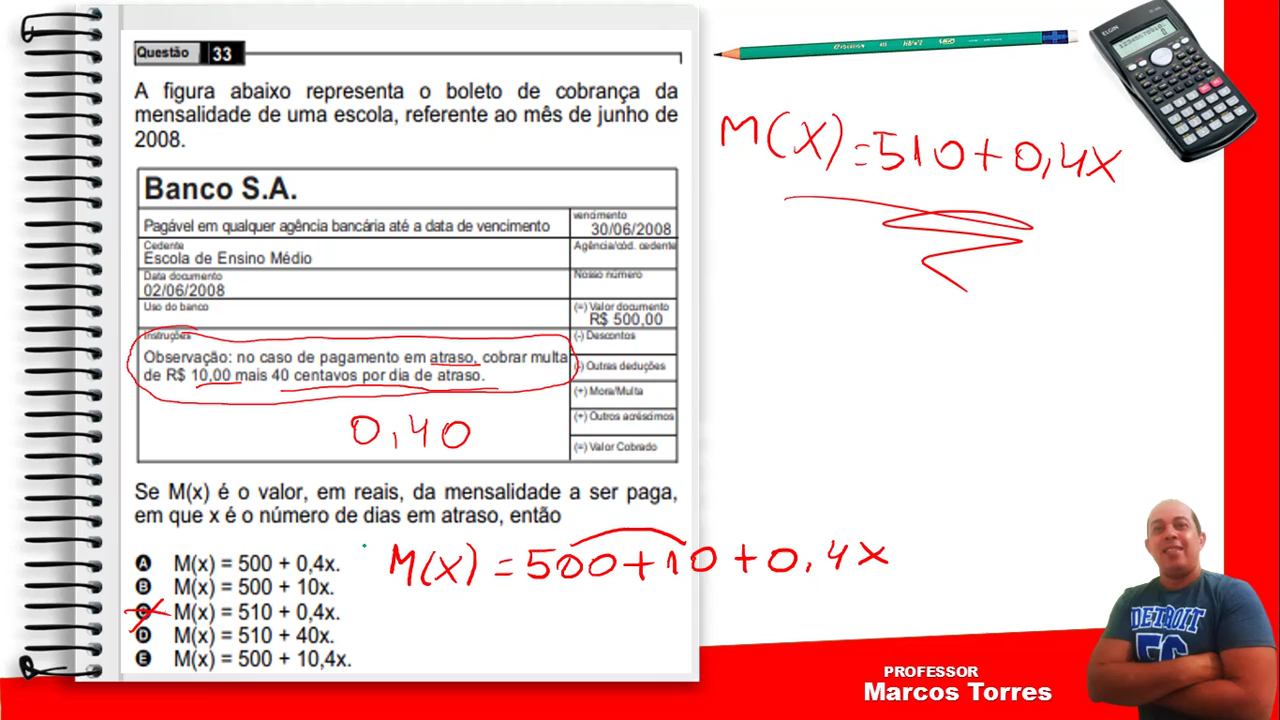 Questão 33
A figura abaixo representa o boleto de cobrança da
mensalidade de uma escola, referente ao mês de junho de
2008.
Banco S.A.
Pagável em qualquer agência bancária até a data de vencimento
vencimento
30/06/2008
Cedente
Escola de Ensino Médio
Agência/cód. cedente
Data documento
02/06/2008
Nosso número
Uso do banco
(=) Valor documento
R$ 500,00
Instruções
Observação: no caso de pagamento em atraso, cobrar multa
de R$ 10,00 mais 40 centavos por dia de atraso.
(-) Descontos
(-) Outras deduções
(+) Mora/Multa
(+) Outros acréscimos
(=) Valor Cobrado
0,40
Se M(x) é o valor, em reais, da mensalidade a ser paga,
em que x é o número de dias em atraso, então
A M(x) = 500 + 0,4x.
B M(x) = 500 + 10x.
C M(x) = 510 + 0,4x.
D M(x) = 510 + 40x.
E M(x) = 500 + 10,4x.
M(x) = 500 + 10 + 0,4x
M(x) = 510 + 0,4x
ELGIN
DETROIT
PROFESSOR
Marcos Torres